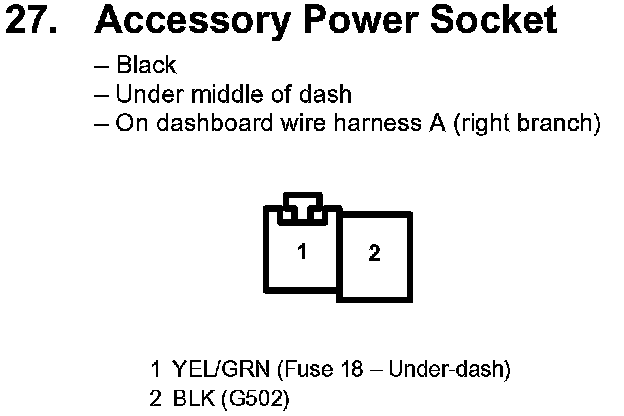 27. Accessory Power Socket
– Black
– Under middle of dash
– On dashboard wire harness A (right branch)
1 2
1 YEL/GRN (Fuse 18 – Under-dash)
2 BLK (G502)